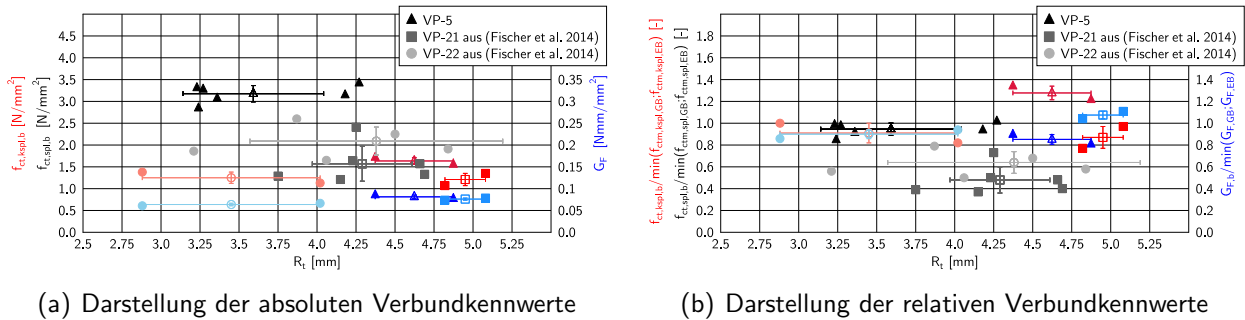 VP-5
VP-21 aus (Fischer et al. 2014)
VP-22 aus (Fischer et al. 2014)
f_ct,kspl,b [N/mm²]
f_ct,spl,b [N/mm²]
4.5
4.0
3.5
3.0
2.5
2.0
1.5
1.0
0.5
0.0
0.35
0.30
0.25
0.20
0.15
0.10
0.05
0.00
G_F [Nmm/mm²]
2.5 2.75 3.0 3.25 3.5 3.75 4.0 4.25 4.5 4.75 5.0 5.25
R_t [mm]
(a) Darstellung der absoluten Verbundkennwerte
VP-5
VP-21 aus (Fischer et al. 2014)
VP-22 aus (Fischer et al. 2014)
f_ct,kspl,b/min(f_ctm,kspl,GB;f_ctm,kspl,EB) [-]
f_ct,spl,b/min(f_ctm,spl,GB;f_ctm,spl,EB) [-]
1.8
1.6
1.4
1.2
1.0
0.8
0.6
0.4
0.2
0.0
1.4
1.2
1.0
0.8
0.6
0.4
0.2
0.0
G_F,b/min(G_F,GB;G_F,EB)
2.5 2.75 3.0 3.25 3.5 3.75 4.0 4.25 4.5 4.75 5.0 5.25
R_t [mm]
(b) Darstellung der relativen Verbundkennwerte